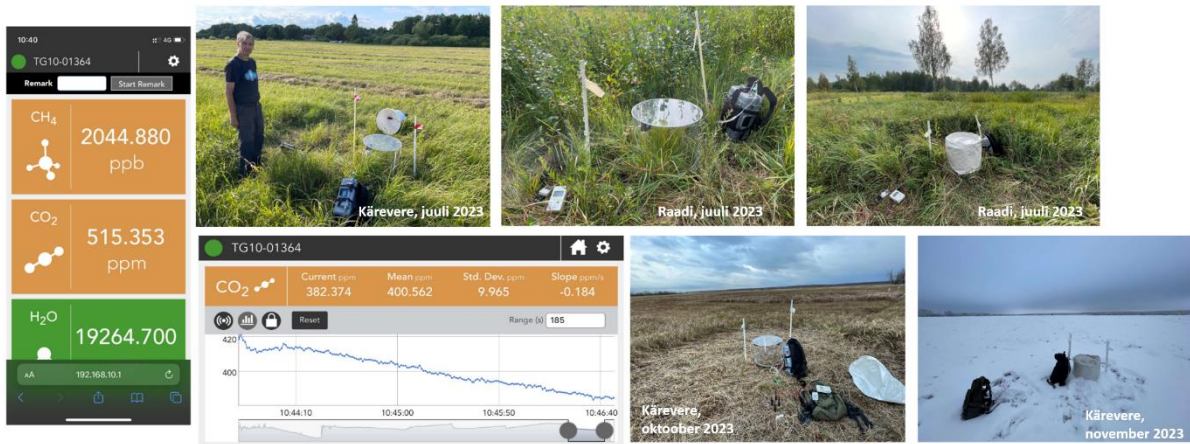 10:40
4G
TG10-01364
Remark
Start Remark
CH4
2044.880
ppb
CO2
515.353
ppm
H2O
19264.700
AA
192.168.10.1
Kärevere, juuli 2023
Raadi, juuli 2023
Raadi, juuli 2023
TG10-01364
CO2
Current ppm
Mean ppm
Std. Dev. ppm
Slope ppm/s
382.374
400.562
9.965
-0.184
Reset
Range (s)
185
420
400
10:44:10
10:45:00
10:45:50
10:46:40
Kärevere,
oktoober 2023
Kärevere,
november 2023